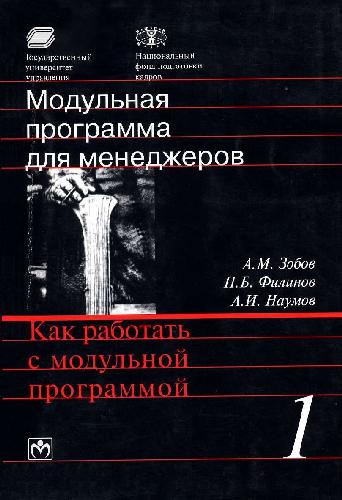 Государственный
университет
управления
Национальный
фонд подготовки
кадров
Модульная
программа
для менеджеров
А.М. Зобов
Н.Б. Филинов
А.И. Наумов
Как работать
с модульной
программой
1